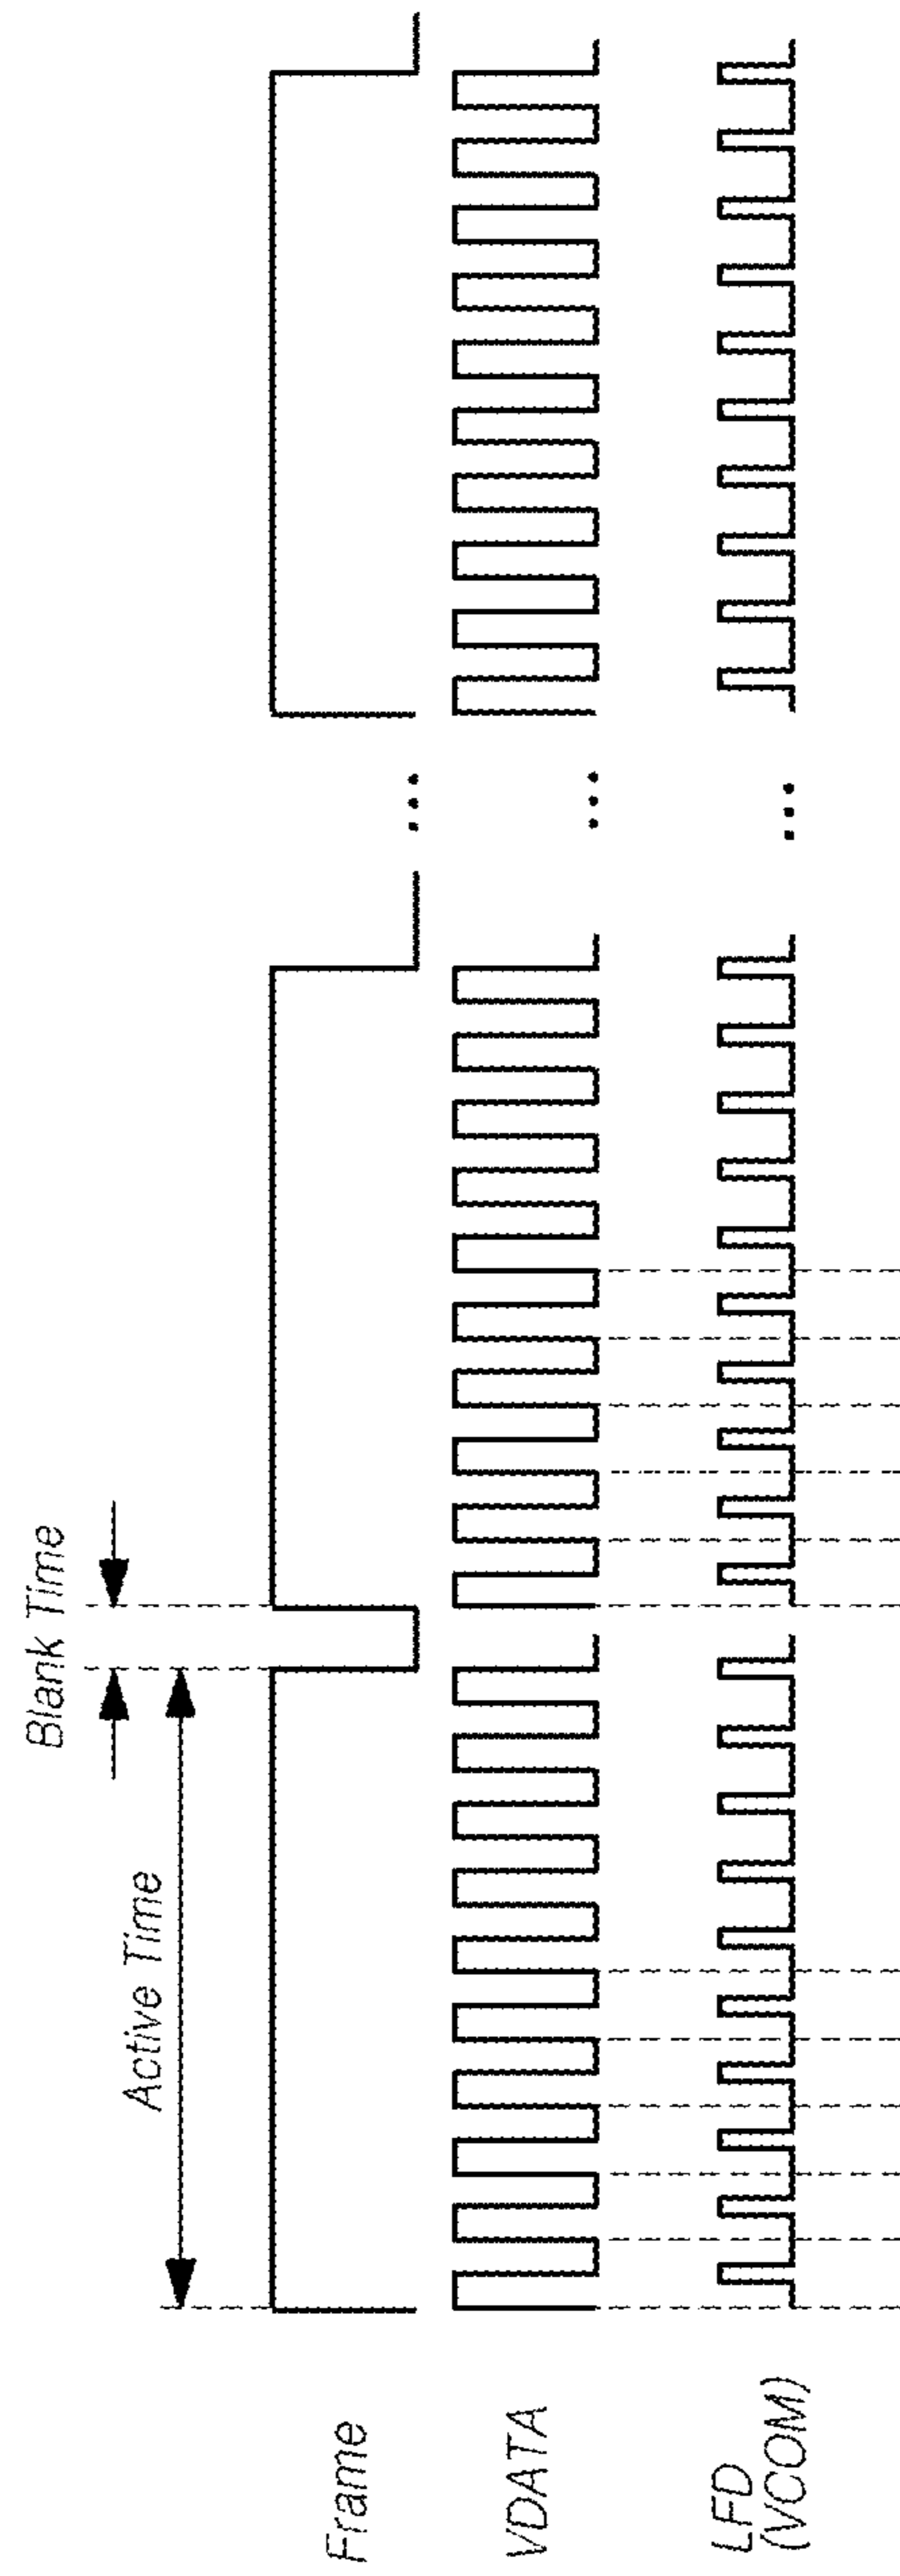 Blank Time
Active Time
Frame
...
VDATA
...
LFD
(VCOM)
...